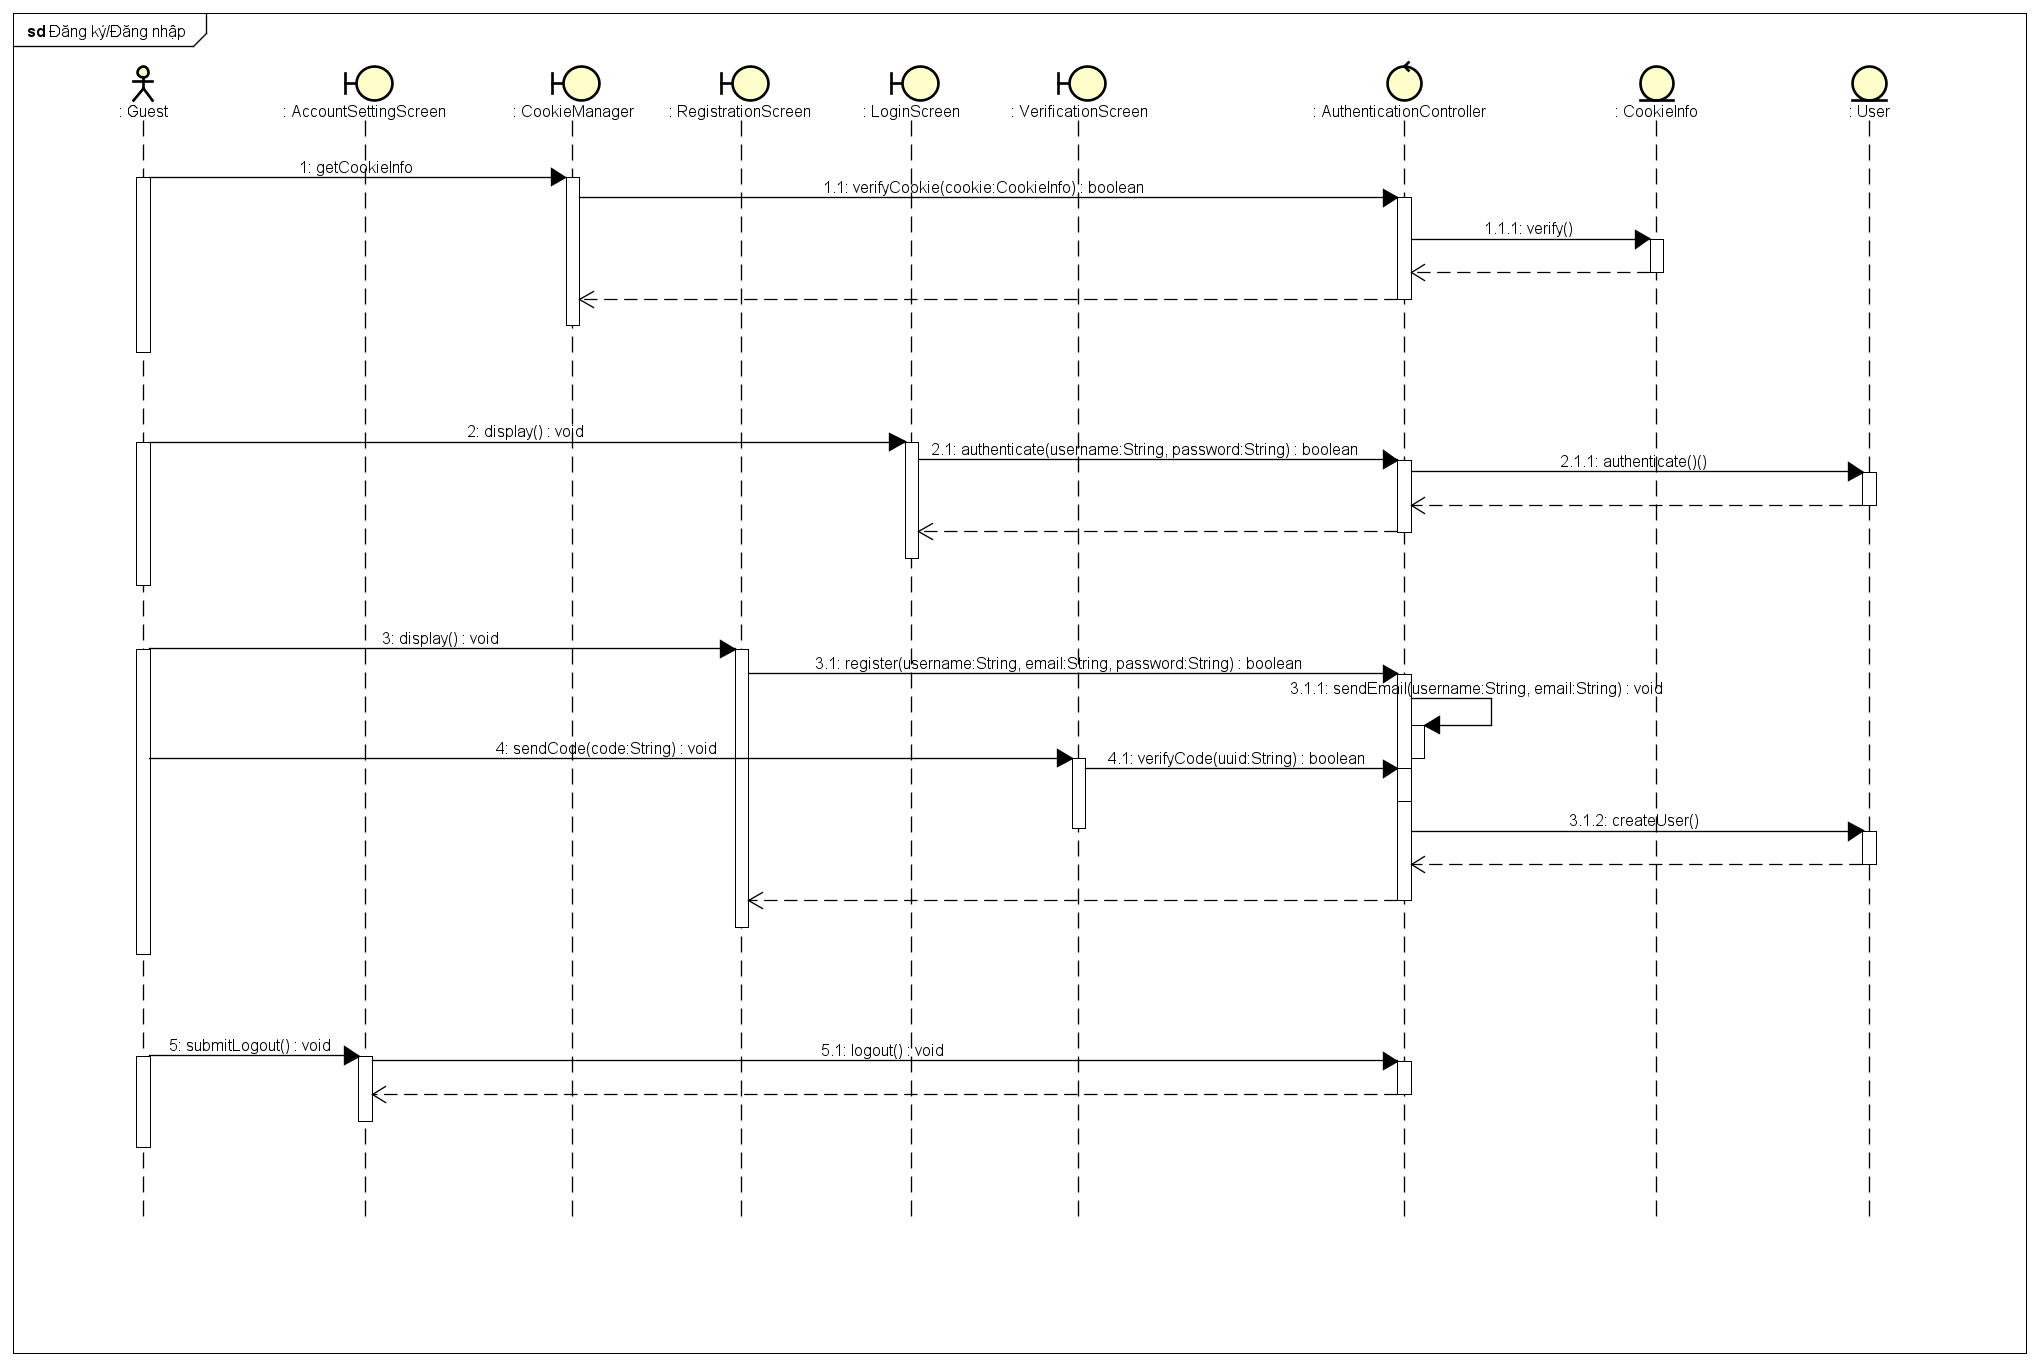 sd Đăng ký/Đăng nhập
: Guest
: AccountSettingScreen
: CookieManager
: RegistrationScreen
: LoginScreen
: VerificationScreen
: AuthenticationController
: CookieInfo
: User
1: getCookieInfo
1.1: verifyCookie(cookie:CookieInfo) : boolean
1.1.1: verify()
2: display() : void
2.1: authenticate(username:String, password:String) : boolean
2.1.1: authenticate()()
3: display() : void
3.1: register(username:String, email:String, password:String) : boolean
3.1.1: sendEmail(username:String, email:String) : void
4: sendCode(code:String) : void
4.1: verifyCode(uuid:String) : boolean
3.1.2: createUser()
5: submitLogout() : void
5.1: logout() : void